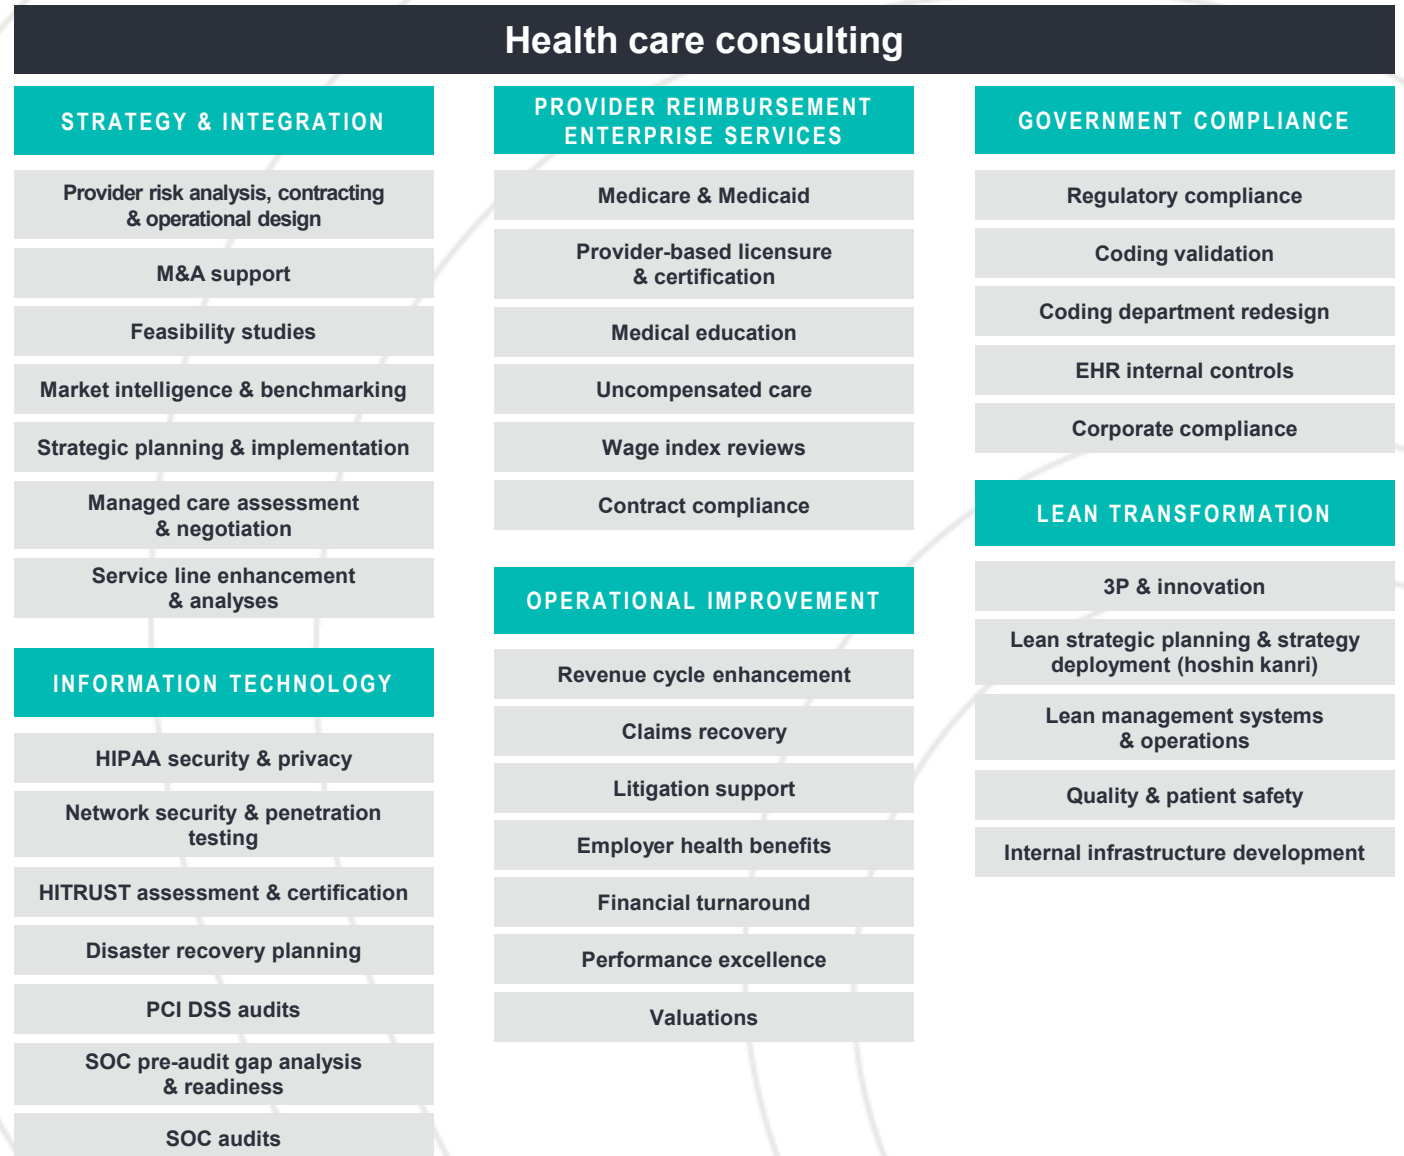 Health care consulting
STRATEGY & INTEGRATION
Provider risk analysis, contracting
& operational design
M&A support
Feasibility studies
Market intelligence & benchmarking
Strategic planning & implementation
Managed care assessment
& negotiation
Service line enhancement
& analyses
INFORMATION TECHNOLOGY
HIPAA security & privacy
Network security & penetration
testing
HITRUST assessment & certification
Disaster recovery planning
PCI DSS audits
SOC pre-audit gap analysis
& readiness
SOC audits
PROVIDER REIMBURSEMENT
ENTERPRISE SERVICES
Medicare & Medicaid
Provider-based licensure
& certification
Medical education
Uncompensated care
Wage index reviews
Contract compliance
OPERATIONAL IMPROVEMENT
Revenue cycle enhancement
Claims recovery
Litigation support
Employer health benefits
Financial turnaround
Performance excellence
Valuations
GOVERNMENT COMPLIANCE
Regulatory compliance
Coding validation
Coding department redesign
EHR internal controls
Corporate compliance
LEAN TRANSFORMATION
3P & innovation
Lean strategic planning & strategy
deployment (hoshin kanri)
Lean management systems
& operations
Quality & patient safety
Internal infrastructure development